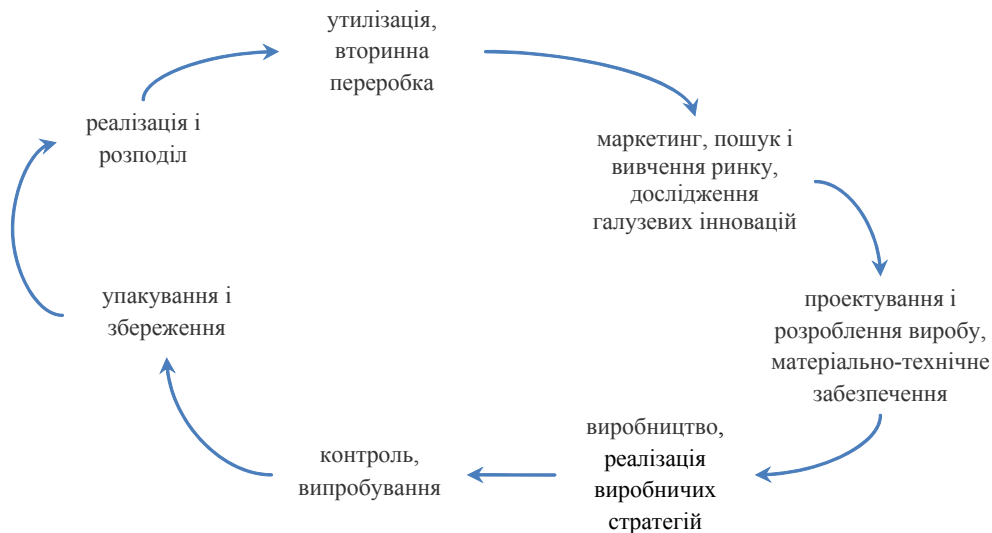 утилізація,
вторинна
переробка
маркетинг, пошук і
вивчення ринку,
дослідження
галузевих інновацій
проектування і
розроблення виробу,
матеріально-технічне
забезпечення
виробництво,
реалізація
виробничих
стратегій
контроль,
випробування
упакування і
збереження
реалізація і
розподіл